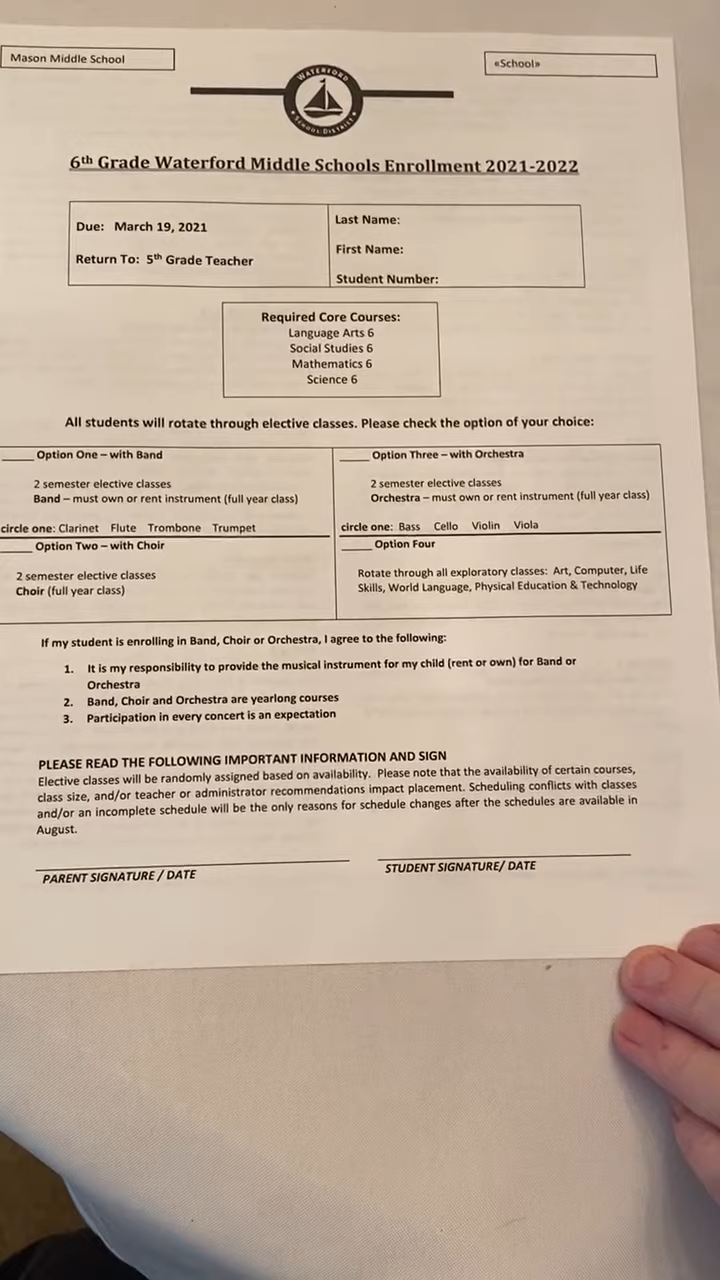 Mason Middle School
«School»
WATERFORD
SCHOOL DISTRICT
6th Grade Waterford Middle Schools Enrollment 2021-2022
Due: March 19, 2021
Return To: 5th Grade Teacher
Last Name:
First Name:
Student Number:
Required Core Courses:
Language Arts 6
Social Studies 6
Mathematics 6
Science 6
All students will rotate through elective classes. Please check the option of your choice:
_____ Option One – with Band
2 semester elective classes
Band – must own or rent instrument (full year class)
circle one: Clarinet Flute Trombone Trumpet
_____ Option Two – with Choir
2 semester elective classes
Choir (full year class)
_____ Option Three – with Orchestra
2 semester elective classes
Orchestra – must own or rent instrument (full year class)
circle one: Bass Cello Violin Viola
_____ Option Four
Rotate through all exploratory classes: Art, Computer, Life
Skills, World Language, Physical Education & Technology
If my student is enrolling in Band, Choir or Orchestra, I agree to the following:
1. It is my responsibility to provide the musical instrument for my child (rent or own) for Band or
Orchestra
2. Band, Choir and Orchestra are yearlong courses
3. Participation in every concert is an expectation
PLEASE READ THE FOLLOWING IMPORTANT INFORMATION AND SIGN
Elective classes will be randomly assigned based on availability. Please note that the availability of certain courses,
class size, and/or teacher or administrator recommendations impact placement. Scheduling conflicts with classes
and/or an incomplete schedule will be the only reasons for schedule changes after the schedules are available in
August.
PARENT SIGNATURE / DATE
STUDENT SIGNATURE/ DATE